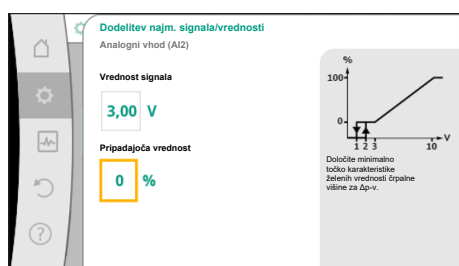 Dodelitev najm. signala/vrednosti
Analogni vhod (AI2)
Vrednost signala
3,00 V
Pripadajoča vrednost
0 %
%
100
0
1 2 3 10 V
Določite minimalno
točko karakteristike
želenih vrednosti črpalne
višine za Δp-v.
?